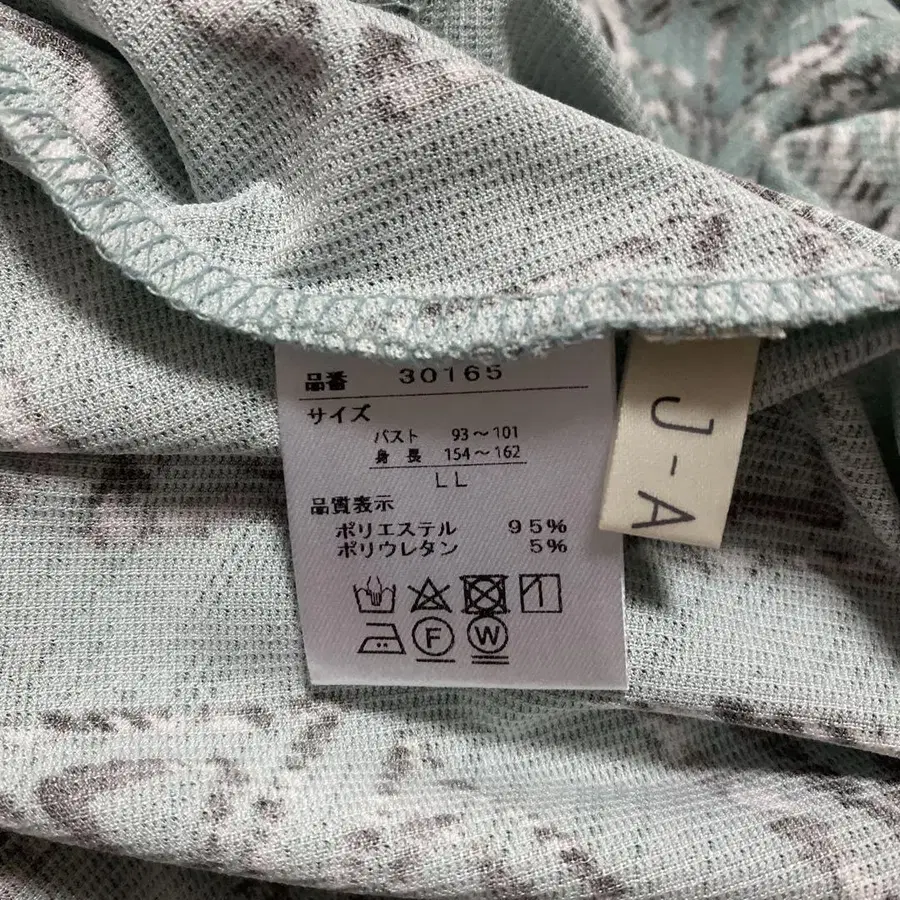 品番 30165
サイズ
バスト 93～101
身長 154～162
LL
品質表示
ポリエステル 95%
ポリウレタン 5%
F W
J-A